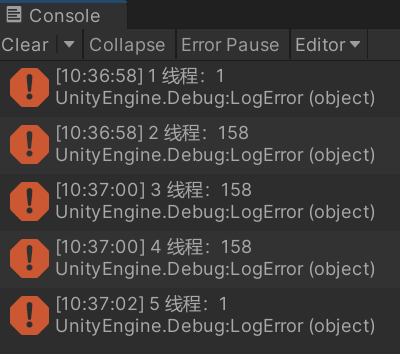 Console
Clear Collapse Error Pause Editor
[10:36:58] 1 线程：1
UnityEngine.Debug:LogError (object)
[10:36:58] 2 线程：158
UnityEngine.Debug:LogError (object)
[10:37:00] 3 线程：158
UnityEngine.Debug:LogError (object)
[10:37:00] 4 线程：158
UnityEngine.Debug:LogError (object)
[10:37:02] 5 线程：1
UnityEngine.Debug:LogError (object)